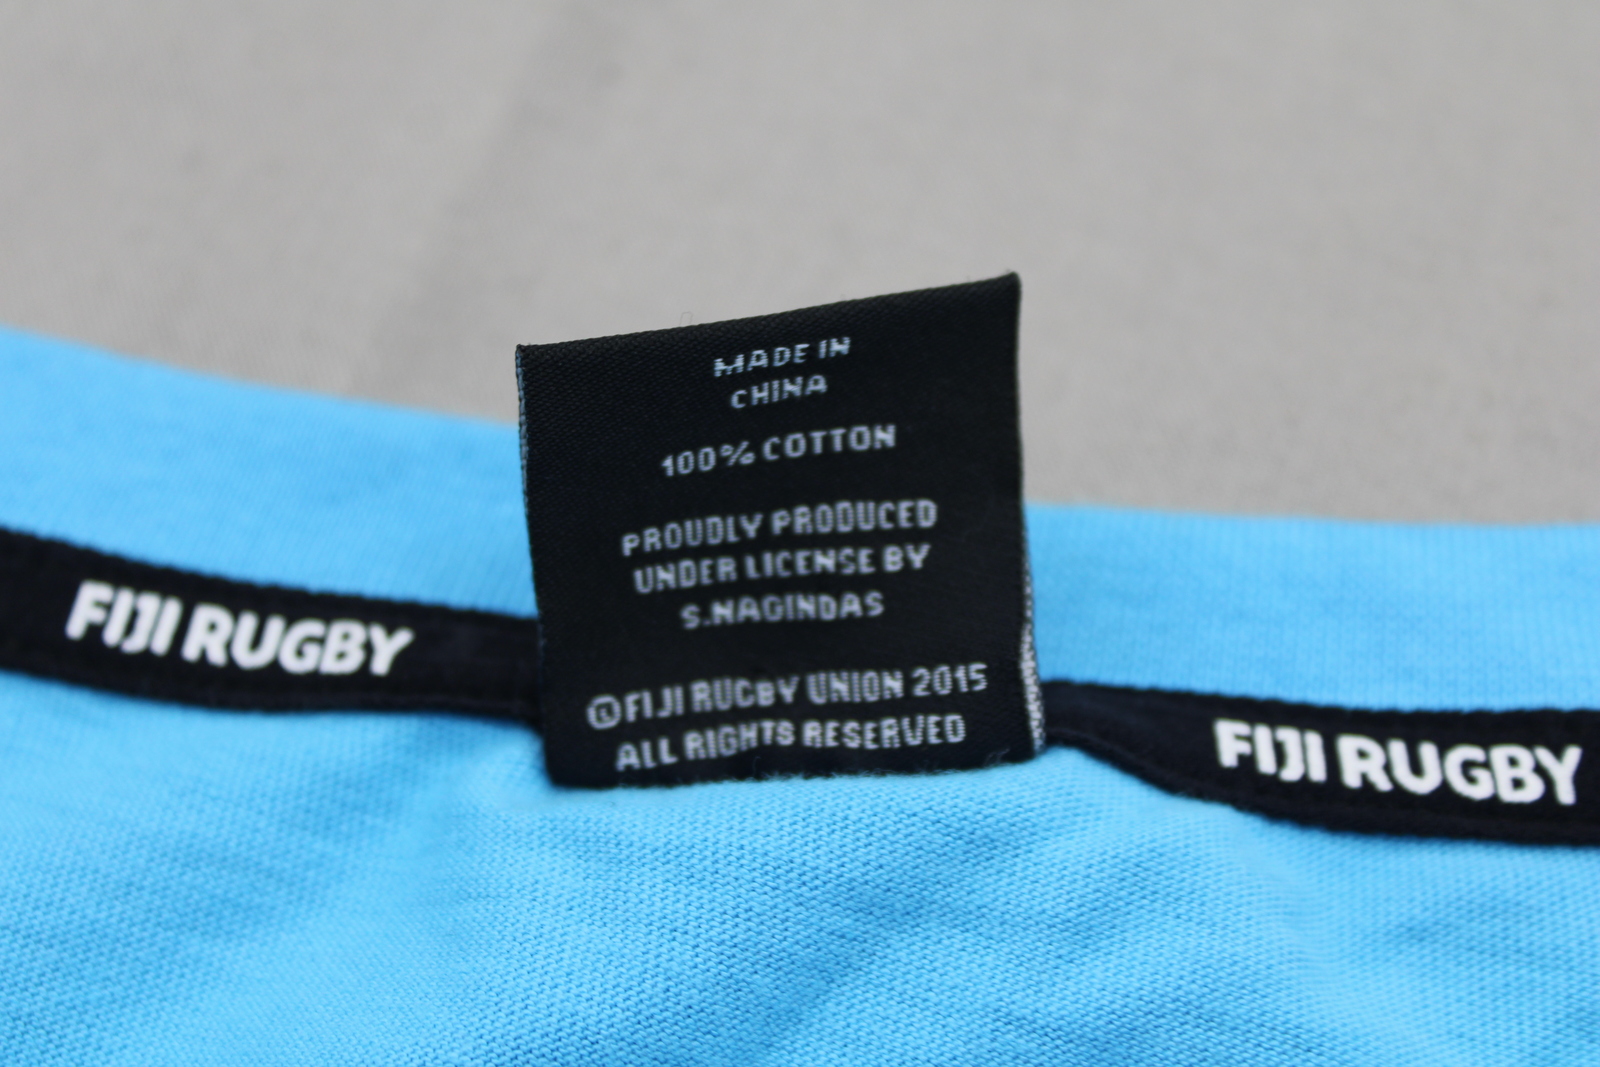 MADE IN
CHINA
100% COTTON
PROUDLY PRODUCED
UNDER LICENSE BY
S.NAGINDAS
©FIJI RUGBY UNION 2015
ALL RIGHTS RESERVED
FIJI RUGBY
FIJI RUGBY